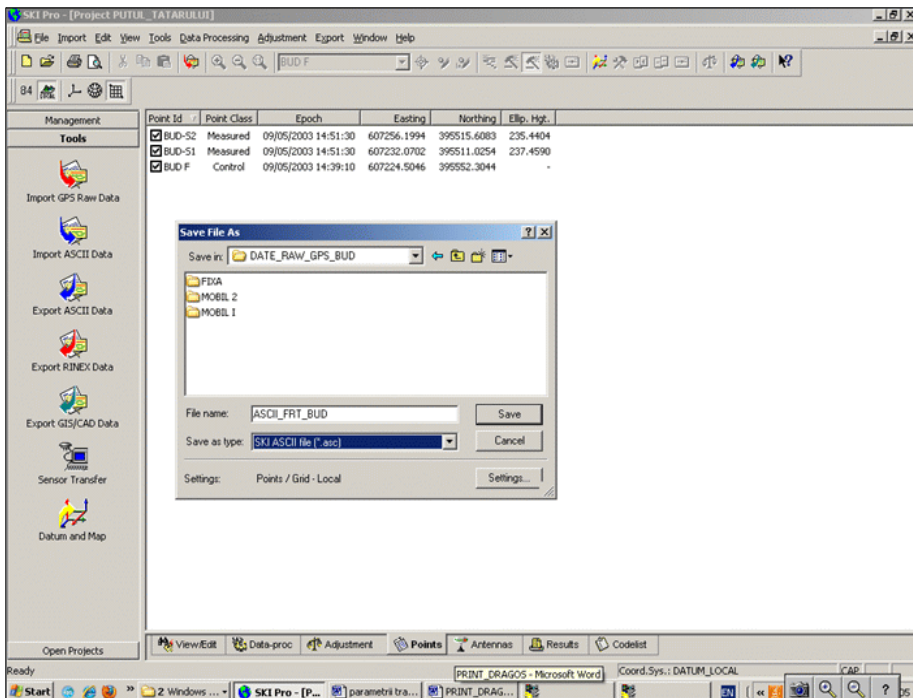 SKI Pro - [Project PUTUL_TATARULUI]
File Import Edit View Tools Data Processing Adjustment Export Window Help
BUD F
84
Management
Tools
Import GPS Raw Data
Import ASCII Data
Export ASCII Data
Export RINEX Data
Export GIS/CAD Data
Sensor Transfer
Datum and Map
Open Projects
Point Id Point Class Epoch Easting Northing Ellip. Hgt.
BUD-S2 Measured 09/05/2003 14:51:30 607256.1994 395515.6083 235.4404
BUD-S1 Measured 09/05/2003 14:51:30 607232.0702 395511.0254 237.4590
BUD F Control 09/05/2003 14:39:10 607224.5046 395552.3044 -
Save File As
Save in: DATE_RAW_GPS_BUD
FIXA
MOBIL 2
MOBIL I
File name: ASCII_FRT_BUD Save
Save as type: SKI ASCII file (*.asc) Cancel
Settings: Points / Grid - Local Settings...
View/Edit Data-proc Adjustment Points Antennas Results Codelist
Ready PRINT_DRAGOS - Microsoft Word Coord.Sys.: DATUM_LOCAL CAP
Start » 2 Windows ... SKI Pro - [P... parametrii tra... PRINT_DRAG... EN «